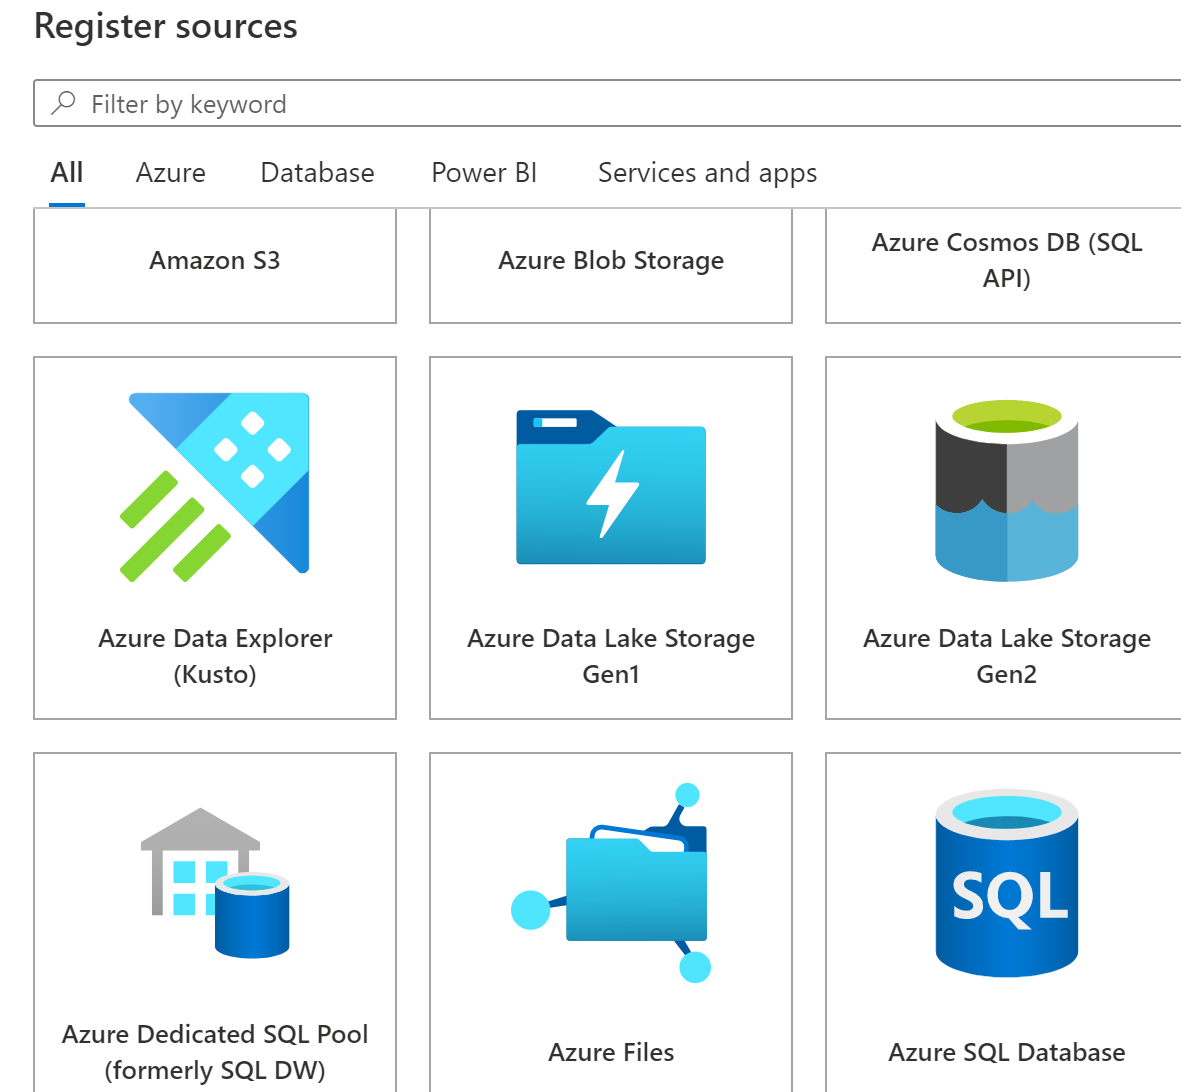 Register sources
Filter by keyword
All Azure Database Power BI Services and apps
Amazon S3
Azure Blob Storage
Azure Cosmos DB (SQL
API)
Azure Data Explorer
(Kusto)
Azure Data Lake Storage
Gen1
Azure Data Lake Storage
Gen2
Azure Dedicated SQL Pool
(formerly SQL DW)
Azure Files
SQL
Azure SQL Database